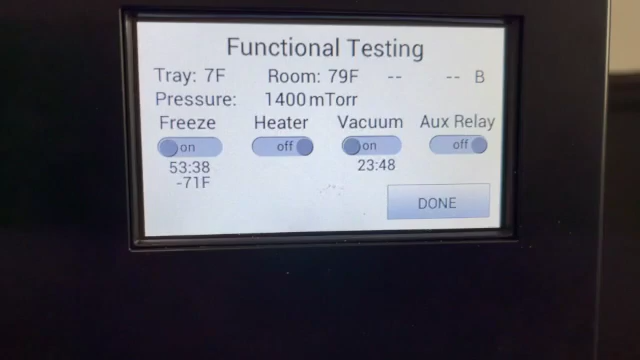 Functional Testing
Tray: 7F Room: 79F -- -- B
Pressure: 1400 mTorr
Freeze Heater Vacuum Aux Relay
on off on off
53:38 23:48
-71F
DONE